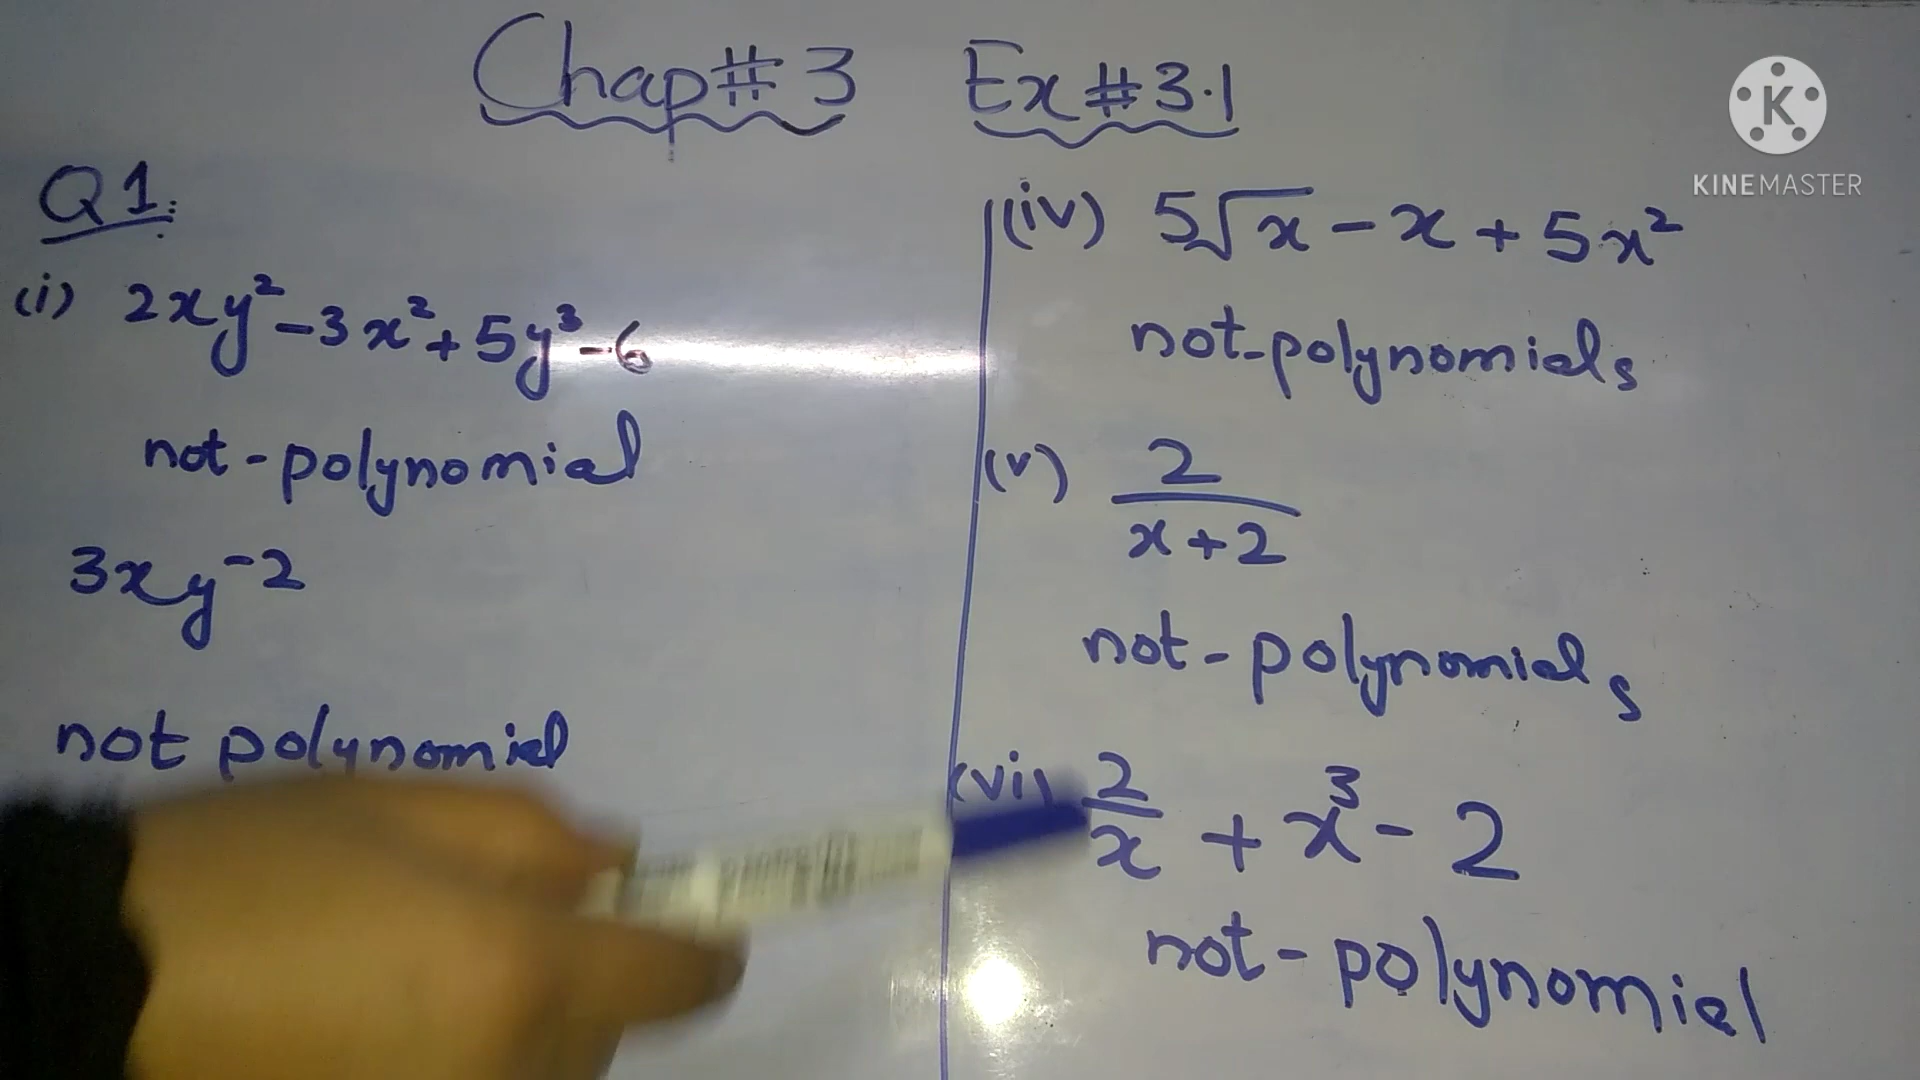 Chap # 3 Ex # 3.1
Q1:
(i) 2xy² - 3x² + 5y³ - 6
not-polynomial
3xy⁻²
not polynomial
(iv) 5√x - x + 5x²
not-polynomials
(v) 2/(x+2)
not-polynomials
(vi) 2/x + x³ - 2
not-polynomial
K
KINEMASTER